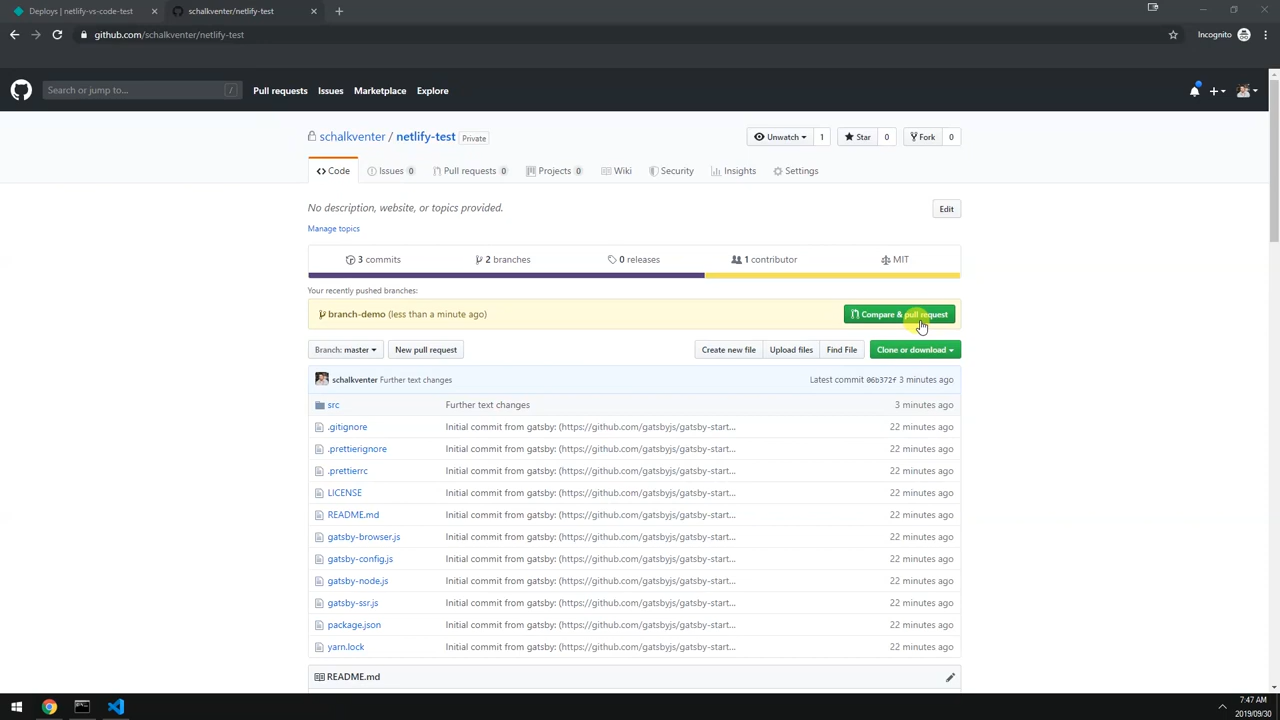 Deploys | netlify-vs-code-test
schalkventer/netlify-test
github.com/schalkventer/netlify-test
Incognito
Search or jump to...
/
Pull requests
Issues
Marketplace
Explore
schalkventer / netlify-test
Private
Unwatch
1
Star
0
Fork
0
Code
Issues 0
Pull requests 0
Projects 0
Wiki
Security
Insights
Settings
No description, website, or topics provided.
Edit
Manage topics
3 commits
2 branches
0 releases
1 contributor
MIT
Your recently pushed branches:
branch-demo (less than a minute ago)
Compare & pull request
Branch: master
New pull request
Create new file
Upload files
Find File
Clone or download
schalkventer Further text changes
Latest commit 06b372f 3 minutes ago
src Further text changes 3 minutes ago
.gitignore Initial commit from gatsby: (https://github.com/gatsbyjs/gatsby-start... 22 minutes ago
.prettierignore Initial commit from gatsby: (https://github.com/gatsbyjs/gatsby-start... 22 minutes ago
.prettierrc Initial commit from gatsby: (https://github.com/gatsbyjs/gatsby-start... 22 minutes ago
LICENSE Initial commit from gatsby: (https://github.com/gatsbyjs/gatsby-start... 22 minutes ago
README.md Initial commit from gatsby: (https://github.com/gatsbyjs/gatsby-start... 22 minutes ago
gatsby-browser.js Initial commit from gatsby: (https://github.com/gatsbyjs/gatsby-start... 22 minutes ago
gatsby-config.js Initial commit from gatsby: (https://github.com/gatsbyjs/gatsby-start... 22 minutes ago
gatsby-node.js Initial commit from gatsby: (https://github.com/gatsbyjs/gatsby-start... 22 minutes ago
gatsby-ssr.js Initial commit from gatsby: (https://github.com/gatsbyjs/gatsby-start... 22 minutes ago
package.json Initial commit from gatsby: (https://github.com/gatsbyjs/gatsby-start... 22 minutes ago
yarn.lock Initial commit from gatsby: (https://github.com/gatsbyjs/gatsby-start... 22 minutes ago
README.md
7:47 AM
2019/09/30